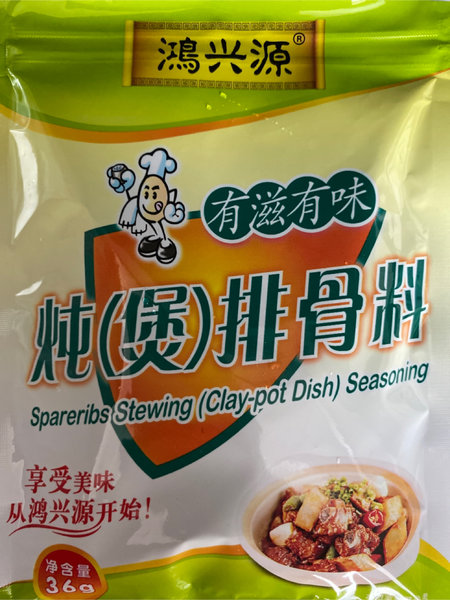 鸿兴源®
有滋有味
炖(煲)排骨料
Spareribs Stewing (Clay-pot Dish) Seasoning
享受美味
从鸿兴源开始!
净含量
36g